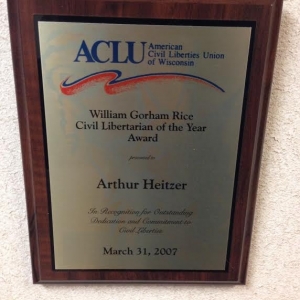 ACLU American
Civil Liberties Union
of Wisconsin
William Gorham Rice
Civil Libertarian of the Year
Award
presented to
Arthur Heitzer
In Recognition for Outstanding
Dedication and Commitment to
Civil Liberties
March 31, 2007